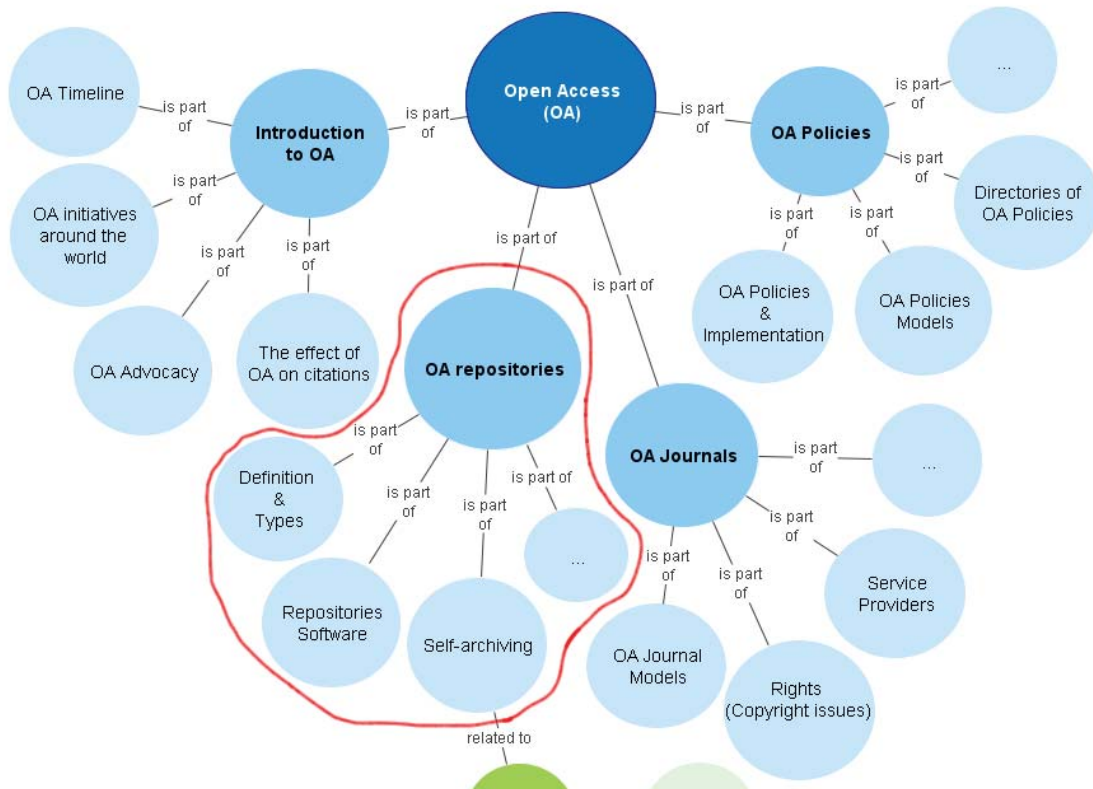 Open Access
(OA)
is part
of
Introduction
to OA
is part
of
OA Timeline
is part
of
OA initiatives
around the
world
is part
of
OA Advocacy
is part
of
The effect of
OA on citations
is part
of
OA Policies
is part
of
...
is part
of
Directories of
OA Policies
is part
of
OA Policies
&
Implementation
is part
of
OA Policies
Models
is part of
OA repositories
is part
of
Definition
&
Types
is part
of
Repositories
Software
is part
of
Self-archiving
is part of
...
related to
is part of
OA Journals
is part
of
...
is part
of
Service
Providers
is part
of
OA Journal
Models
is part
of
Rights
(Copyright issues)